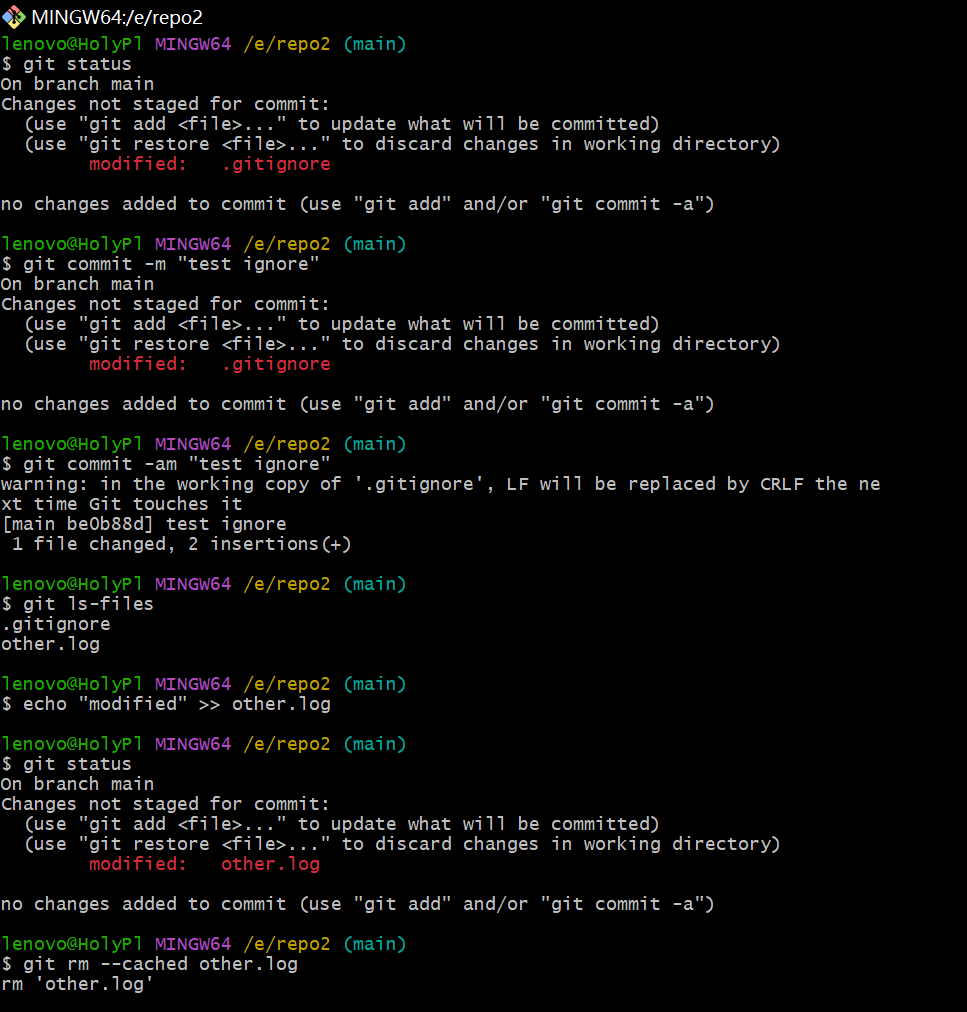 MINGW64:/e/repo2
lenovo@HolyPl MINGW64 /e/repo2 (main)
$ git status
On branch main
Changes not staged for commit:
  (use "git add <file>..." to update what will be committed)
  (use "git restore <file>..." to discard changes in working directory)
        modified:   .gitignore

no changes added to commit (use "git add" and/or "git commit -a")

lenovo@HolyPl MINGW64 /e/repo2 (main)
$ git commit -m "test ignore"
On branch main
Changes not staged for commit:
  (use "git add <file>..." to update what will be committed)
  (use "git restore <file>..." to discard changes in working directory)
        modified:   .gitignore

no changes added to commit (use "git add" and/or "git commit -a")

lenovo@HolyPl MINGW64 /e/repo2 (main)
$ git commit -am "test ignore"
warning: in the working copy of '.gitignore', LF will be replaced by CRLF the ne
xt time Git touches it
[main be0b88d] test ignore
 1 file changed, 2 insertions(+)

lenovo@HolyPl MINGW64 /e/repo2 (main)
$ git ls-files
.gitignore
other.log

lenovo@HolyPl MINGW64 /e/repo2 (main)
$ echo "modified" >> other.log

lenovo@HolyPl MINGW64 /e/repo2 (main)
$ git status
On branch main
Changes not staged for commit:
  (use "git add <file>..." to update what will be committed)
  (use "git restore <file>..." to discard changes in working directory)
        modified:   other.log

no changes added to commit (use "git add" and/or "git commit -a")

lenovo@HolyPl MINGW64 /e/repo2 (main)
$ git rm --cached other.log
rm 'other.log'